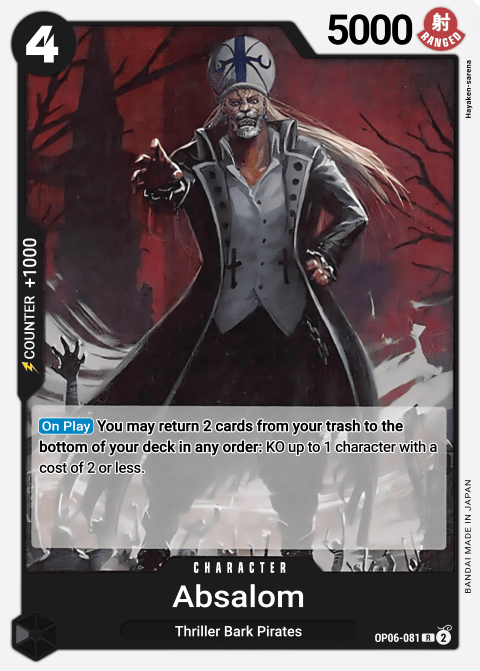 4
5000
射
RANGED
Hayaken-sarena
COUNTER +1000
On Play You may return 2 cards from your trash to the
bottom of your deck in any order: KO up to 1 character with a
cost of 2 or less.
BANDAI MADE IN JAPAN
CHARACTER
Absalom
Thriller Bark Pirates
OP06-081 R 2